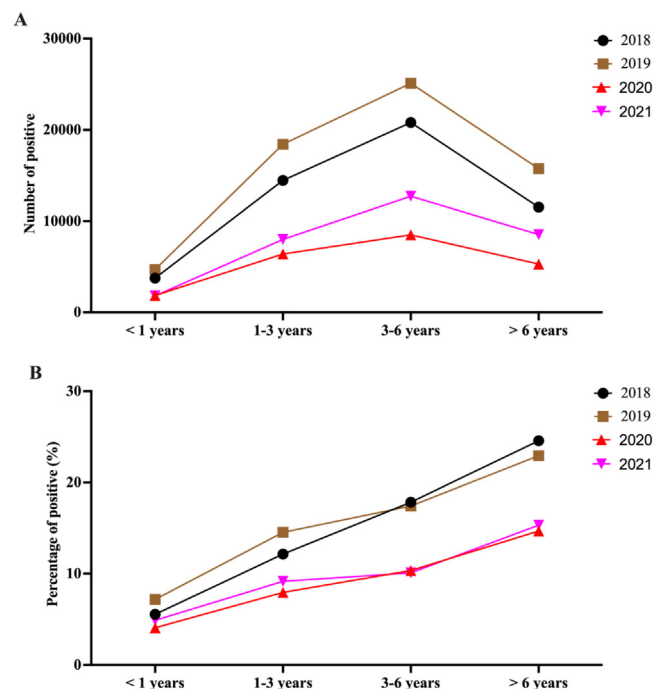 A
30000
20000
10000
0
Number of positive
< 1 years 1-3 years 3-6 years > 6 years
2018
2019
2020
2021
B
30
20
10
0
Percentage of positive (%)
< 1 years 1-3 years 3-6 years > 6 years
2018
2019
2020
2021